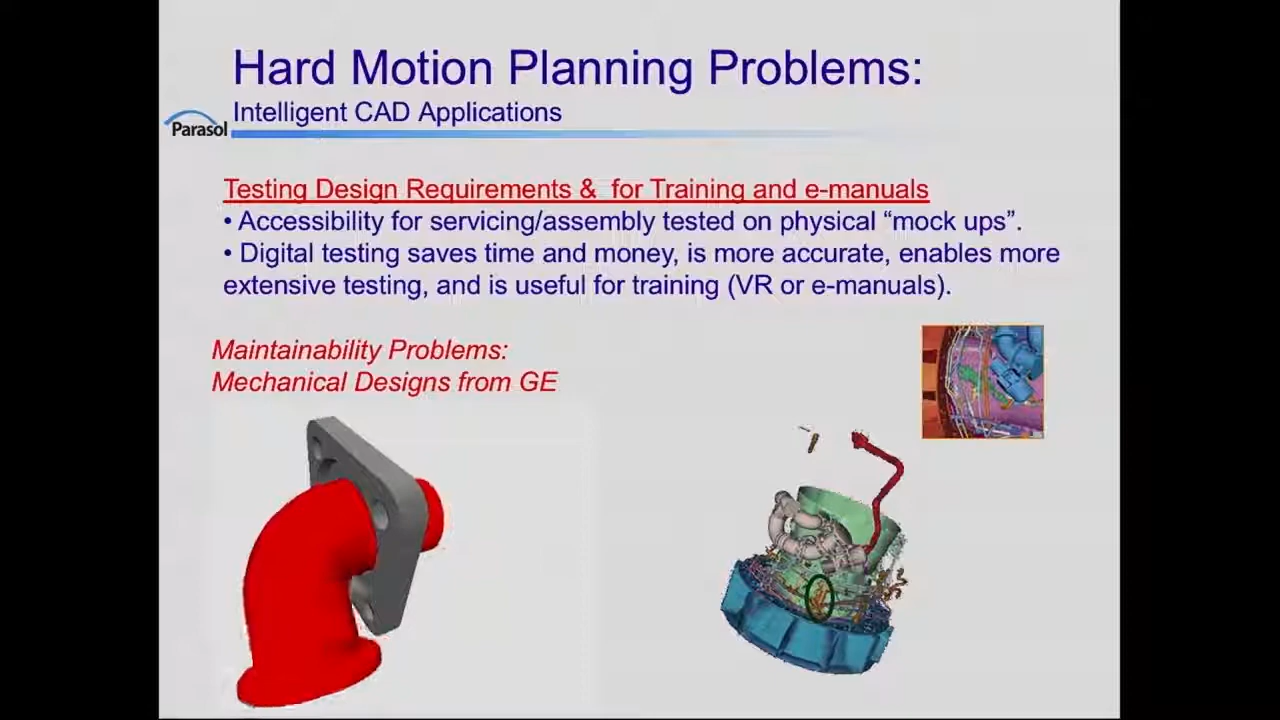 Hard Motion Planning Problems:
Intelligent CAD Applications
Parasol
Testing Design Requirements &  for Training and e-manuals
• Accessibility for servicing/assembly tested on physical “mock ups”.
• Digital testing saves time and money, is more accurate, enables more
extensive testing, and is useful for training (VR or e-manuals).
Maintainability Problems:
Mechanical Designs from GE